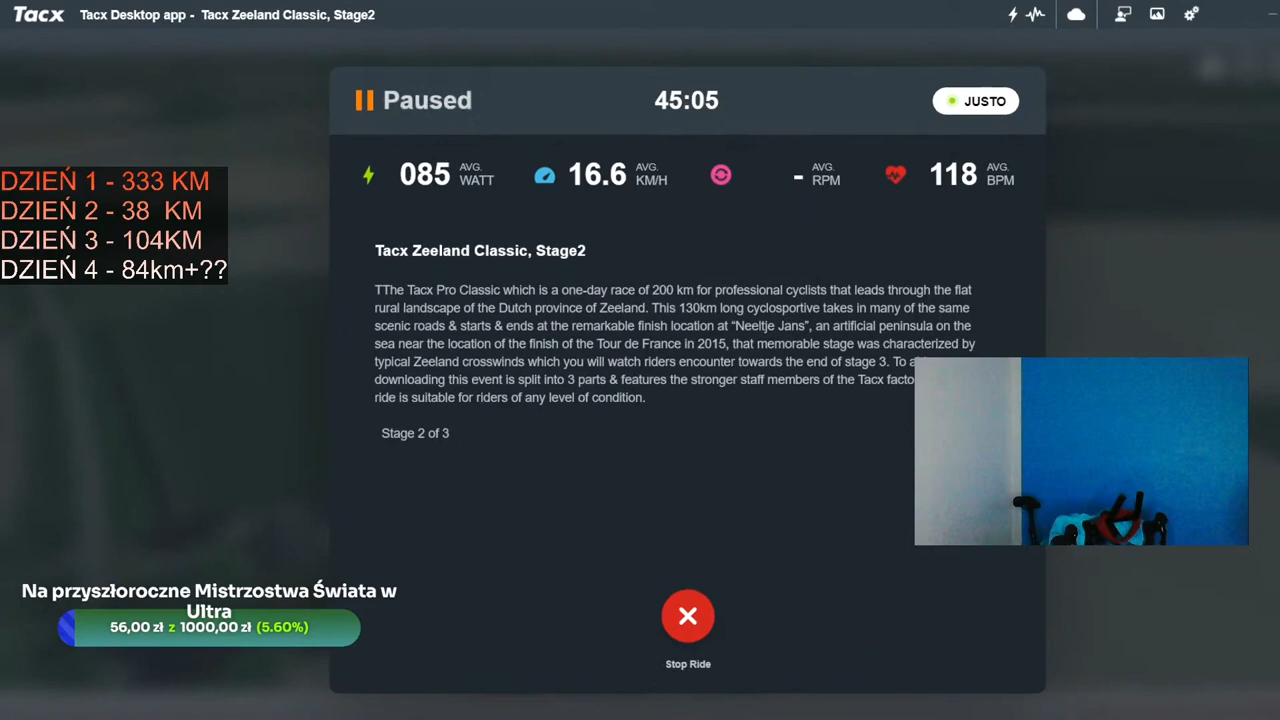 Tacx Tacx Desktop app - Tacx Zeeland Classic, Stage2
Paused 45:05 JUSTO
085 AVG. WATT 16.6 AVG. KM/H - AVG. RPM 118 AVG. BPM
DZIEŃ 1 - 333 KM
DZIEŃ 2 - 38 KM
DZIEŃ 3 - 104KM
DZIEŃ 4 - 84km+??
Tacx Zeeland Classic, Stage2
TThe Tacx Pro Classic which is a one-day race of 200 km for professional cyclists that leads through the flat
rural landscape of the Dutch province of Zeeland. This 130km long cyclosportive takes in many of the same
scenic roads & starts & ends at the remarkable finish location at “Neeltje Jans”, an artificial peninsula on the
sea near the location of the finish of the Tour de France in 2015, that memorable stage was characterized by
typical Zeeland crosswinds which you will watch riders encounter towards the end of stage 3. To
downloading this event is split into 3 parts & features the stronger staff members of the Tacx
ride is suitable for riders of any level of condition.
Stage 2 of 3
Na przyszłoroczne Mistrzostwa Świata w
Ultra
56,00 zł z 1000,00 zł (5.60%)
Stop Ride